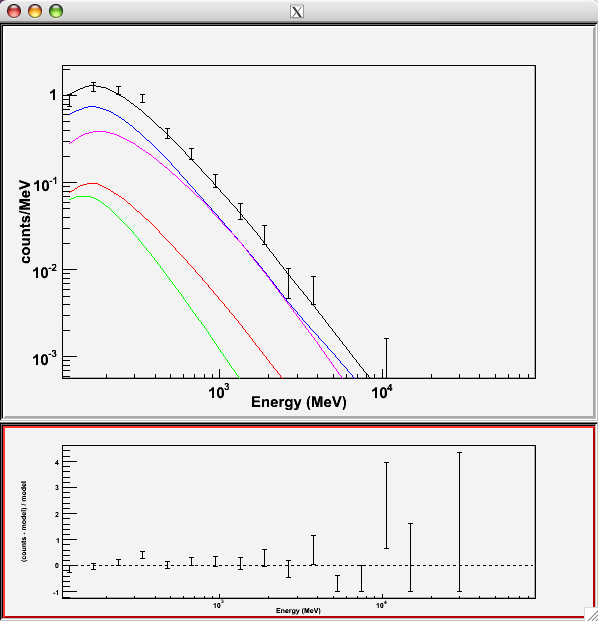 X
1
10-1
10-2
10-3
counts/MeV
103
104
Energy (MeV)
4
3
2
1
0
-1
(counts - model) / model
103
104
Energy (MeV)